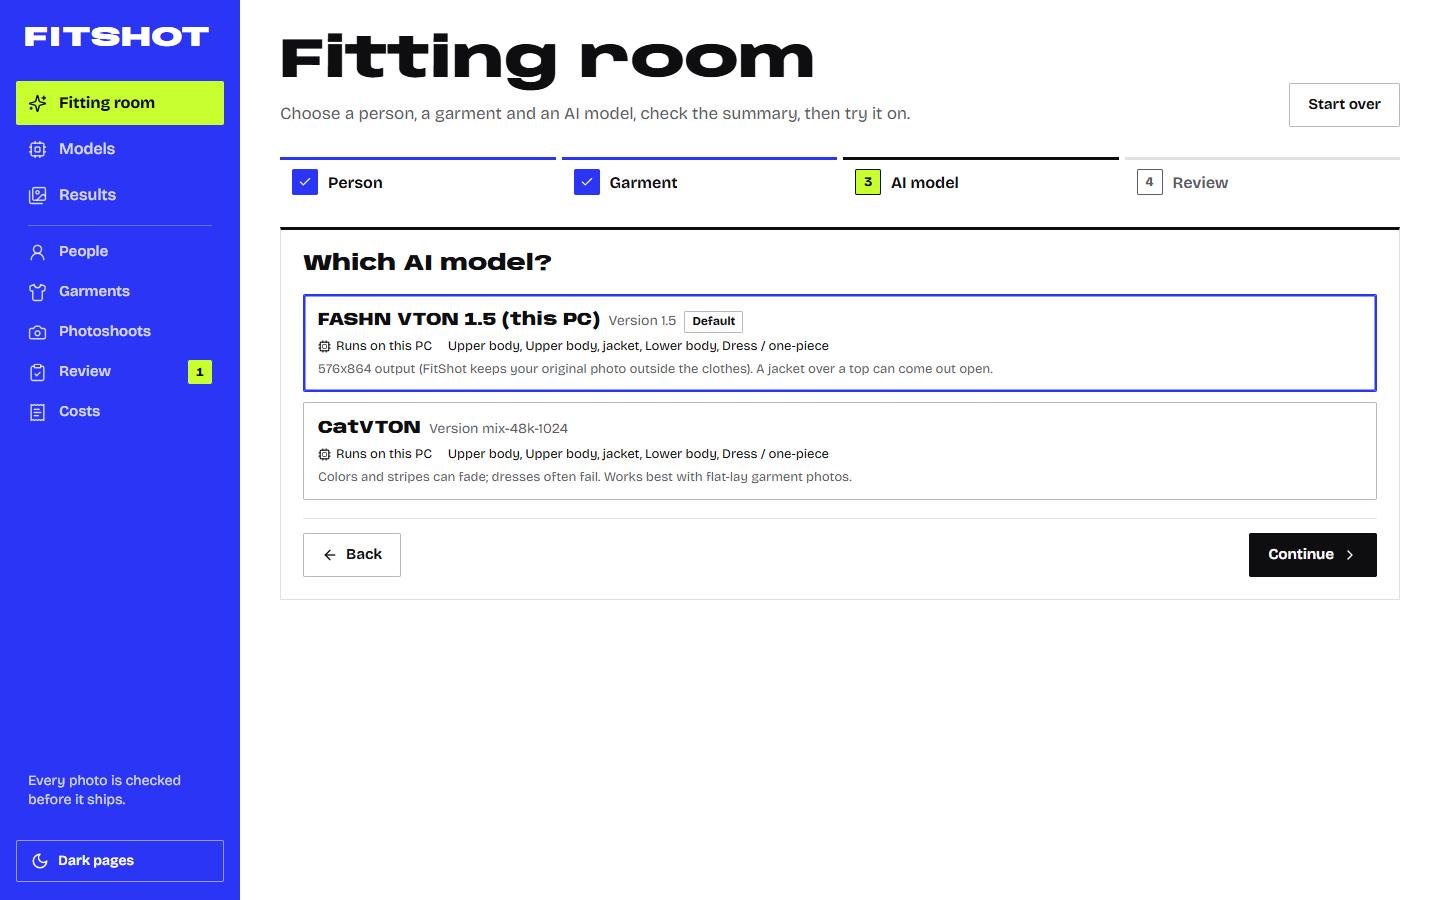 FITSHOT
Fitting room
Models
Results
People
Garments
Photoshoots
Review
1
Costs
Every photo is checked
before it ships.
Dark pages
Fitting room
Choose a person, a garment and an AI model, check the summary, then try it on.
Start over
Person
Garment
3 AI model
4 Review
Which AI model?
FASHN VTON 1.5 (this PC) Version 1.5 Default
Runs on this PC Upper body, Upper body, jacket, Lower body, Dress / one-piece
576x864 output (FitShot keeps your original photo outside the clothes). A jacket over a top can come out open.
CatVTON Version mix-48k-1024
Runs on this PC Upper body, Upper body, jacket, Lower body, Dress / one-piece
Colors and stripes can fade; dresses often fail. Works best with flat-lay garment photos.
Back
Continue